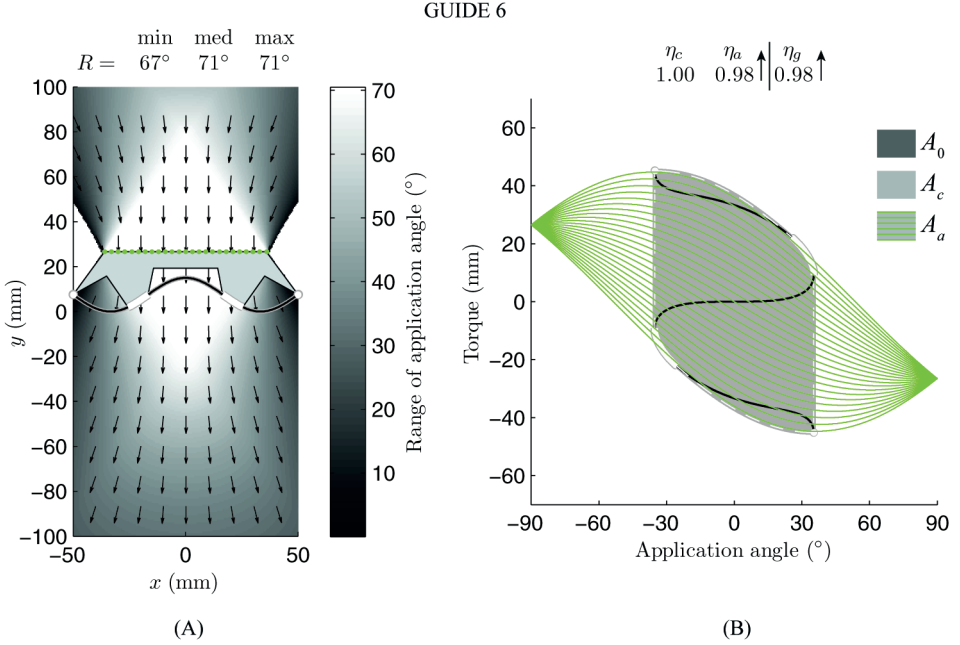 GUIDE 6
min med max
R = 67° 71° 71°
100
80
60
40
20
0
−20
−40
−60
−80
−100
y (mm)
−50 0 50
x (mm)
70
60
50
40
30
20
10
Range of application angle (°)
(A)
η_c η_a η_g
1.00 0.98 0.98
60
40
20
0
−20
−40
−60
Torque (mm)
−90 −60 −30 0 30 60 90
Application angle (°)
A_0
A_c
A_a
(B)